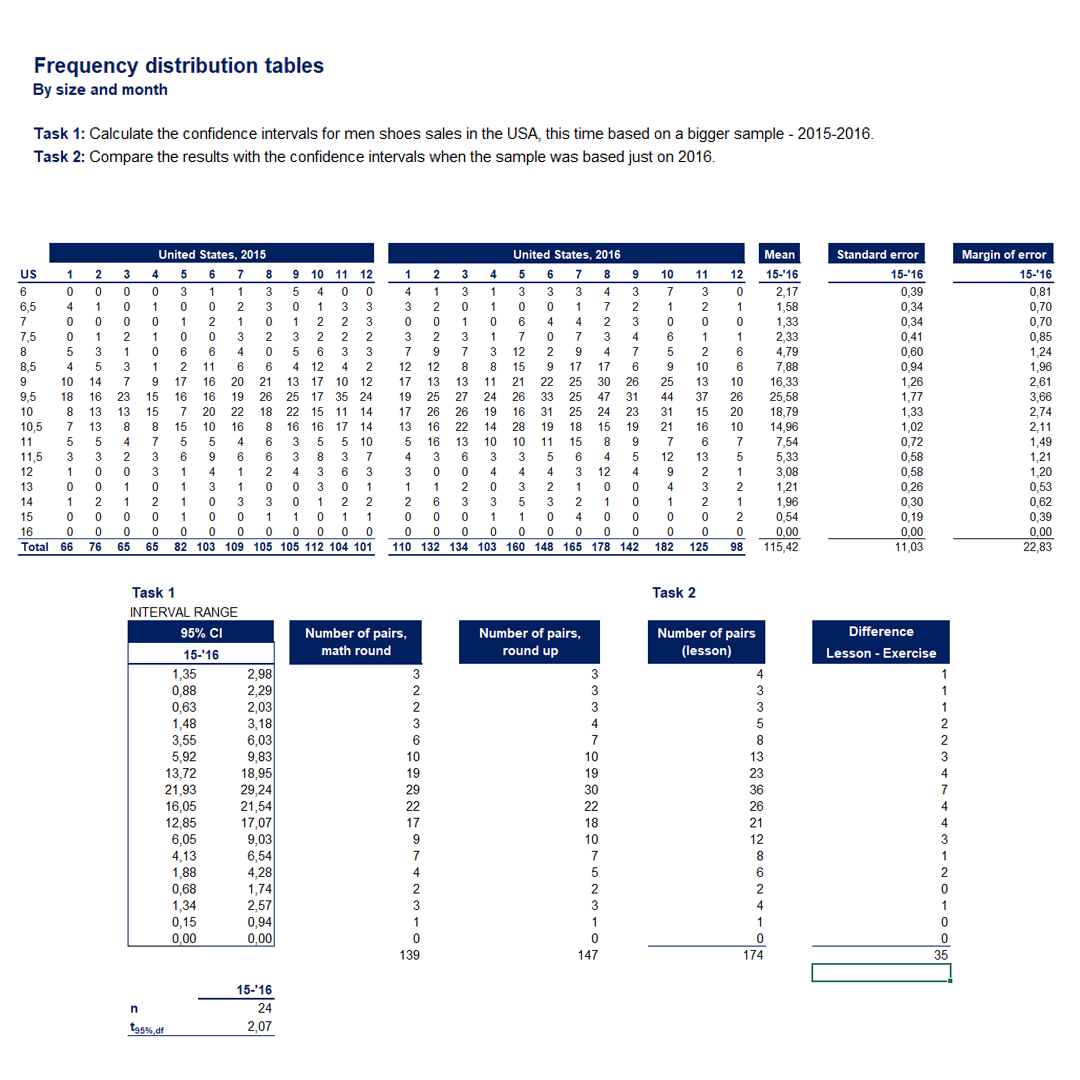 Frequency distribution tables
By size and month
Task 1: Calculate the confidence intervals for men shoes sales in the USA, this time based on a bigger sample - 2015-2016.
Task 2: Compare the results with the confidence intervals when the sample was based just on 2016.
United States, 2015 United States, 2016 Mean Standard error Margin of error
US 1 2 3 4 5 6 7 8 9 10 11 12 1 2 3 4 5 6 7 8 9 10 11 12 15-'16 15-'16 15-'16
6 0 0 0 0 3 1 1 3 5 4 0 0 4 1 3 1 3 3 3 4 3 7 3 0 2,17 0,39 0,81
6,5 4 1 0 1 0 0 2 3 0 1 3 3 3 2 0 1 0 0 1 7 2 1 2 1 1,58 0,34 0,70
7 0 0 0 0 1 2 1 0 1 2 2 3 0 0 1 0 6 4 4 2 3 0 0 0 1,33 0,34 0,70
7,5 0 1 2 1 0 0 3 2 3 2 2 2 3 2 3 1 7 0 7 3 4 6 1 1 2,33 0,41 0,85
8 5 3 1 0 6 6 4 0 5 6 3 3 7 9 7 3 12 2 9 4 7 5 2 6 4,79 0,60 1,24
8,5 4 5 3 1 2 11 6 6 4 12 4 2 12 12 8 8 15 9 17 17 6 9 10 6 7,88 0,94 1,96
9 10 14 7 9 17 16 20 21 13 17 10 12 17 13 13 11 21 22 25 30 26 25 13 10 16,33 1,26 2,61
9,5 18 16 23 15 16 16 19 26 25 17 35 24 19 25 27 24 26 33 25 47 31 44 37 26 25,58 1,77 3,66
10 8 13 13 15 7 20 22 18 22 15 11 14 17 26 26 19 16 31 25 24 23 31 15 20 18,79 1,33 2,74
10,5 7 13 8 8 15 10 16 8 16 16 17 14 13 16 22 14 28 19 18 15 19 21 16 10 14,96 1,02 2,11
11 5 5 4 7 5 5 4 6 3 5 5 10 5 16 13 10 10 11 15 8 9 7 6 7 7,54 0,72 1,49
11,5 3 3 2 3 6 9 6 6 3 8 3 7 4 3 6 3 3 5 6 4 5 12 13 5 5,33 0,58 1,21
12 1 0 0 3 1 4 1 2 4 3 6 3 3 0 0 4 4 4 3 12 4 9 2 1 3,08 0,58 1,20
13 0 0 1 0 1 3 1 0 0 3 0 1 1 1 2 0 3 2 1 0 0 4 3 2 1,21 0,26 0,53
14 1 2 1 2 1 0 3 3 0 1 2 2 2 6 3 3 5 3 2 1 0 1 2 1 1,96 0,30 0,62
15 0 0 0 0 1 0 0 1 1 0 1 1 0 0 0 1 1 0 4 0 0 0 0 2 0,54 0,19 0,39
16 0 0 0 0 0 0 0 0 0 0 0 0 0 0 0 0 0 0 0 0 0 0 0 0 0,00 0,00 0,00
Total 66 76 65 65 82 103 109 105 105 112 104 101 110 132 134 103 160 148 165 178 142 182 125 98 115,42 11,03 22,83
Task 1 Task 2
INTERVAL RANGE
95% CI Number of pairs, math round Number of pairs, round up Number of pairs (lesson) Difference Lesson - Exercise
15-'16
1,35 2,98 3 3 4 1
0,88 2,29 2 3 3 1
0,63 2,03 2 3 3 1
1,48 3,18 3 4 5 2
3,55 6,03 6 7 8 2
5,92 9,83 10 10 13 3
13,72 18,95 19 19 23 4
21,93 29,24 29 30 36 7
16,05 21,54 22 22 26 4
12,85 17,07 17 18 21 4
6,05 9,03 9 10 12 3
4,13 6,54 7 7 8 1
1,88 4,28 4 5 6 2
0,68 1,74 2 2 2 0
1,34 2,57 3 3 4 1
0,15 0,94 1 1 1 0
0,00 0,00 0 0 0 0
139 147 174 35
15-'16
n 24
t95%,df 2,07